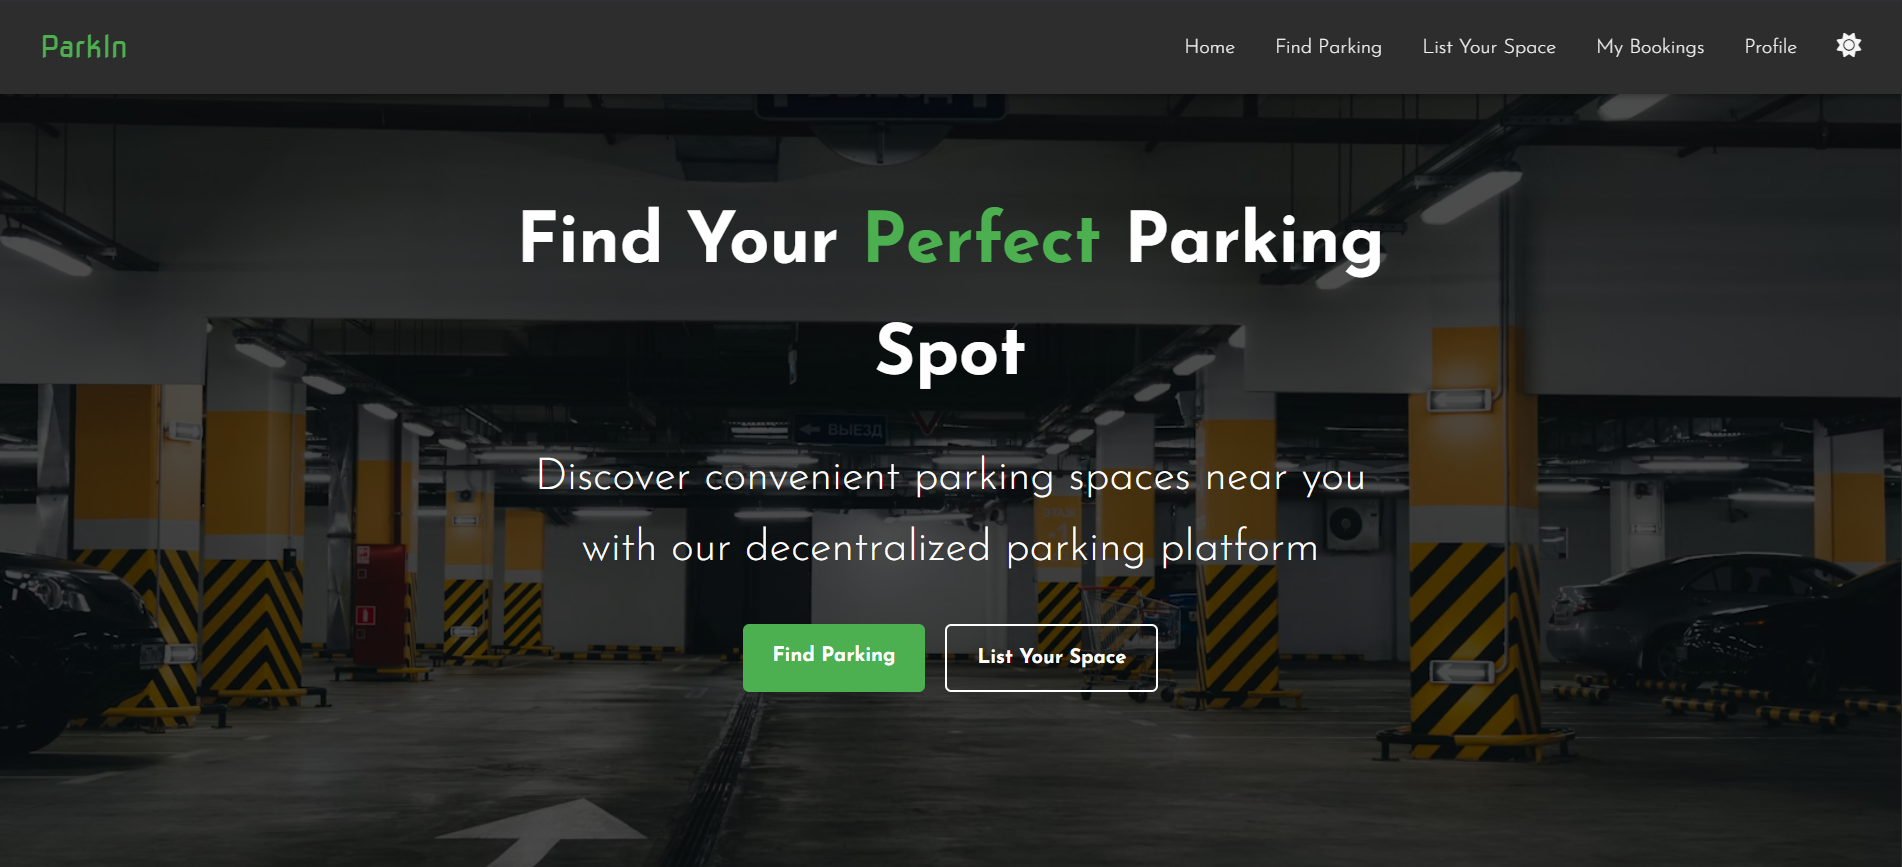 ParkIn
Home
Find Parking
List Your Space
My Bookings
Profile
Find Your Perfect Parking
Spot
ВЫЕЗД
Discover convenient parking spaces near you
with our decentralized parking platform
Find Parking
List Your Space